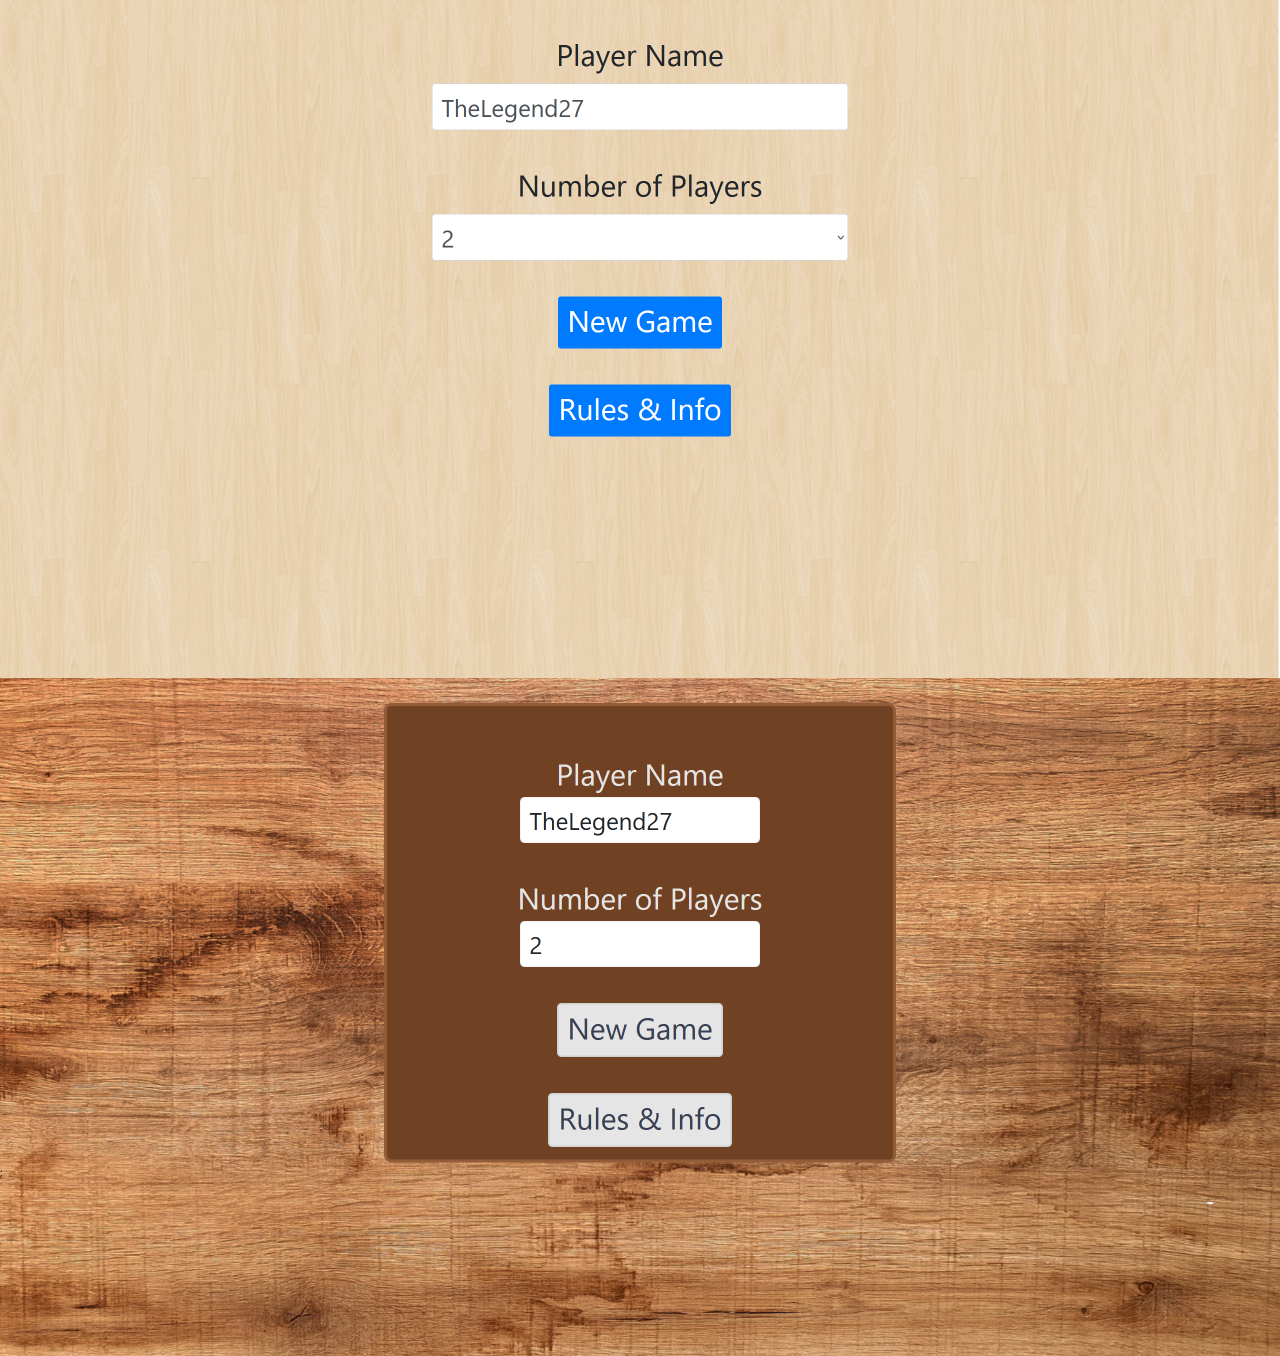 Player Name
TheLegend27
Number of Players
2
New Game
Rules & Info
Player Name
TheLegend27
Number of Players
2
New Game
Rules & Info